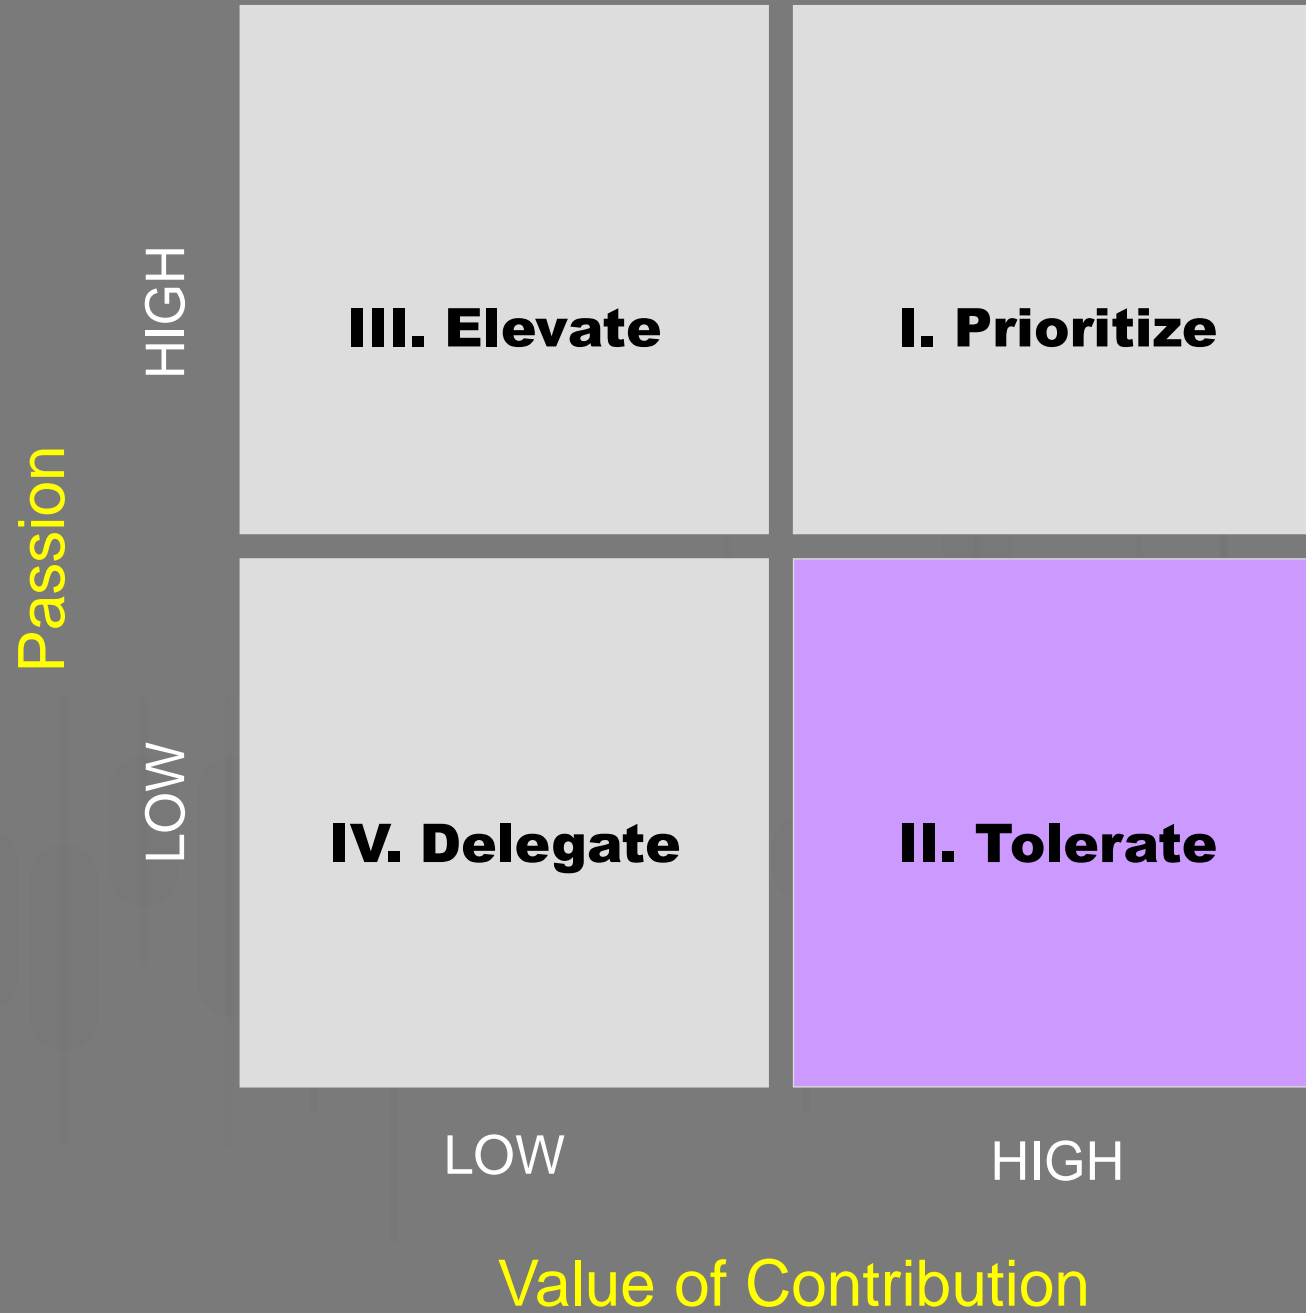 HIGH
III. Elevate
I. Prioritize
Passion
LOW
IV. Delegate
II. Tolerate
LOW
HIGH
Value of Contribution